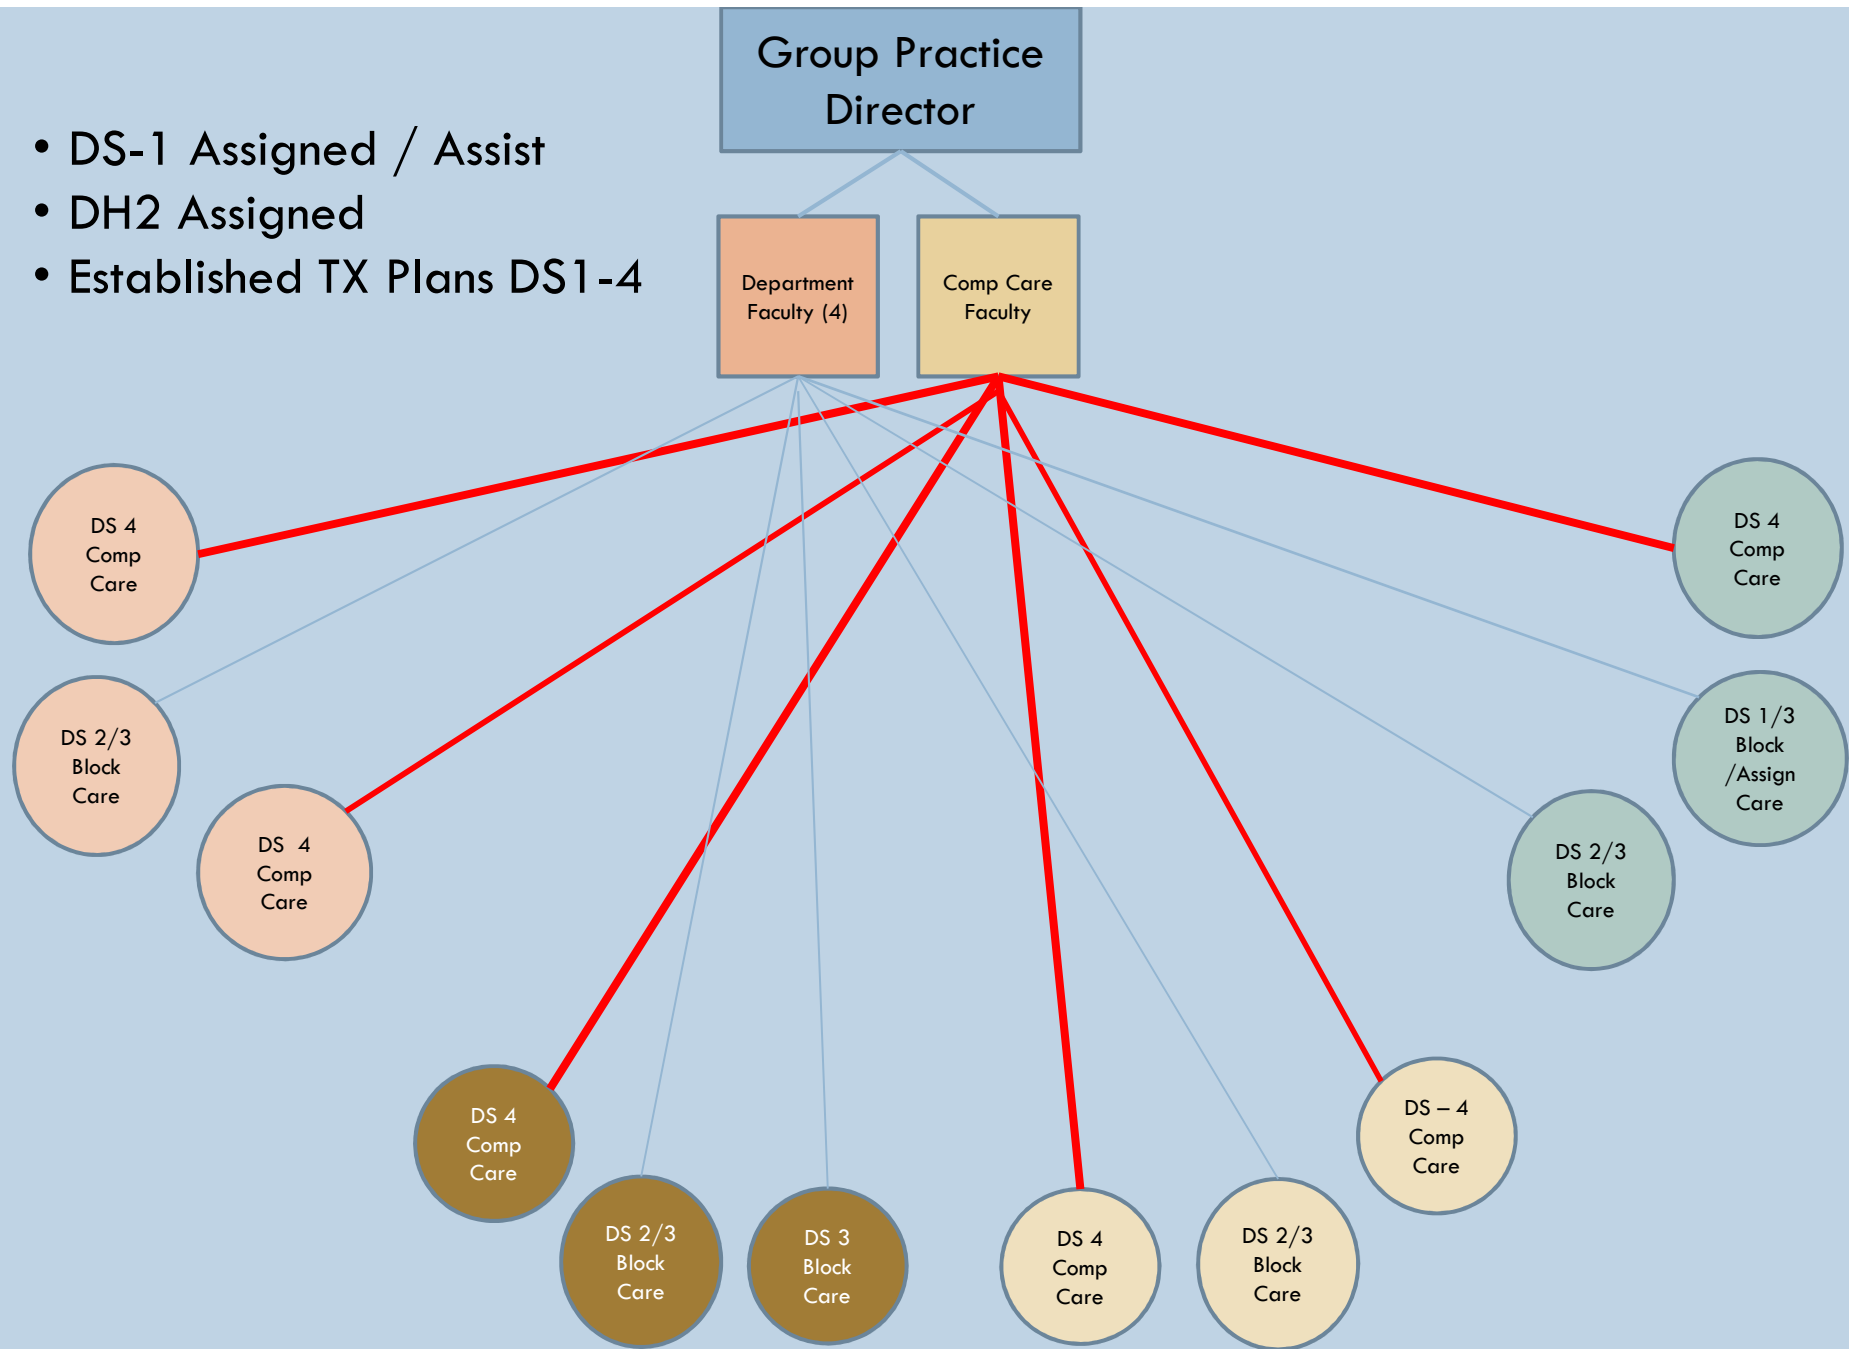 Group Practice
Director
• DS-1 Assigned / Assist
• DH2 Assigned
• Established TX Plans DS1-4
Department
Faculty (4)
Comp Care
Faculty
DS 4
Comp
Care
DS 4
Comp
Care
DS 2/3
Block
Care
DS 1/3
Block
/Assign
Care
DS  4
Comp
Care
DS 2/3
Block
Care
DS 4
Comp
Care
DS – 4
Comp
Care
DS 2/3
Block
Care
DS 3
Block
Care
DS 4
Comp
Care
DS 2/3
Block
Care